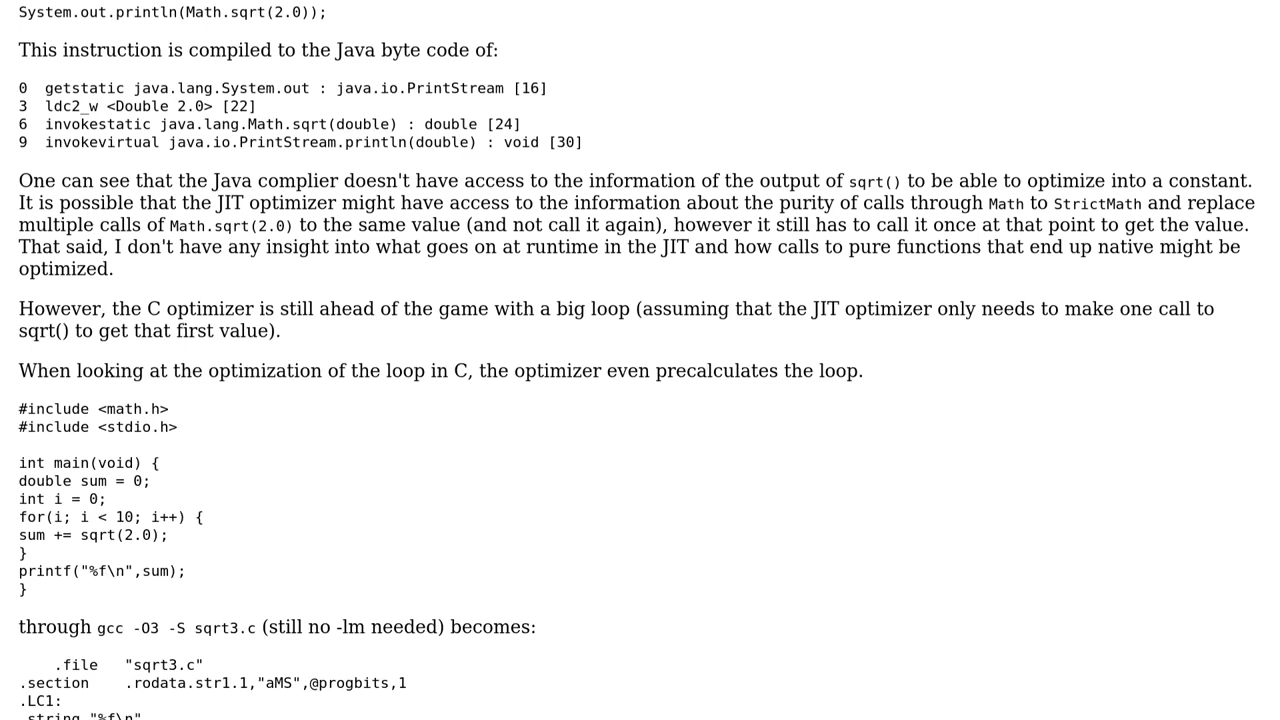 System.out.println(Math.sqrt(2.0));
This instruction is compiled to the Java byte code of:
0  getstatic java.lang.System.out : java.io.PrintStream [16]
3  ldc2_w <Double 2.0> [22]
6  invokestatic java.lang.Math.sqrt(double) : double [24]
9  invokevirtual java.io.PrintStream.println(double) : void [30]
One can see that the Java complier doesn't have access to the information of the output of sqrt() to be able to optimize into a constant.
It is possible that the JIT optimizer might have access to the information about the purity of calls through Math to StrictMath and replace
multiple calls of Math.sqrt(2.0) to the same value (and not call it again), however it still has to call it once at that point to get the value.
That said, I don't have any insight into what goes on at runtime in the JIT and how calls to pure functions that end up native might be
optimized.
However, the C optimizer is still ahead of the game with a big loop (assuming that the JIT optimizer only needs to make one call to
sqrt() to get that first value).
When looking at the optimization of the loop in C, the optimizer even precalculates the loop.
#include <math.h>
#include <stdio.h>
int main(void) {
double sum = 0;
int i = 0;
for(i; i < 10; i++) {
sum += sqrt(2.0);
}
printf("%f\n",sum);
}
through gcc -O3 -S sqrt3.c (still no -lm needed) becomes:
    .file   "sqrt3.c"
.section    .rodata.str1.1,"aMS",@progbits,1
.LC1:
.string "%f\n"